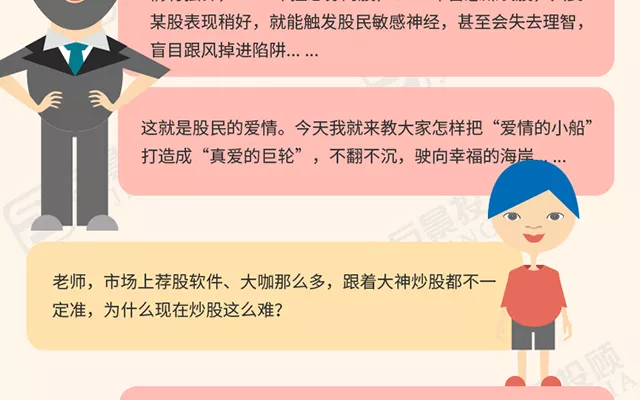 某股表现稍好，就能触发股民敏感神经，甚至会失去理智，
盲目跟风掉进陷阱... ...
这就是股民的爱情。今天我就来教大家怎样把“爱情的小船”
打造成“真爱的巨轮”，不翻不沉，驶向幸福的海岸... ...
老师，市场上荐股软件、大咖那么多，跟着大神炒股都不一
定准，为什么现在炒股这么难？